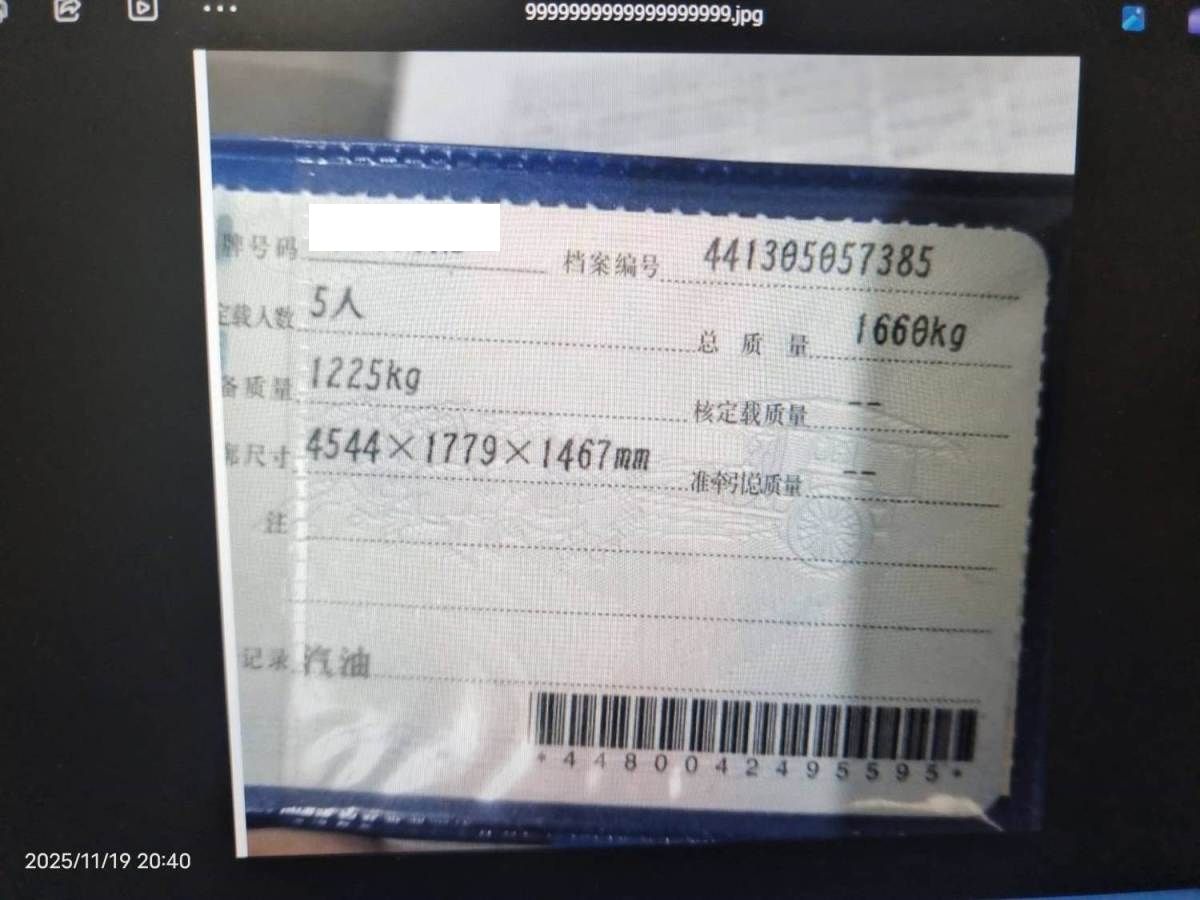 9999999999999999999.jpg
牌号码
档案编号 441305057385
定载人数 5人
总质量 1660kg
备质量 1225kg
核定载质量 --
廓尺寸 4544×1779×1467mm
准牵引总质量 --
注
记录 汽油
*4480042495595*
2025/11/19 20:40